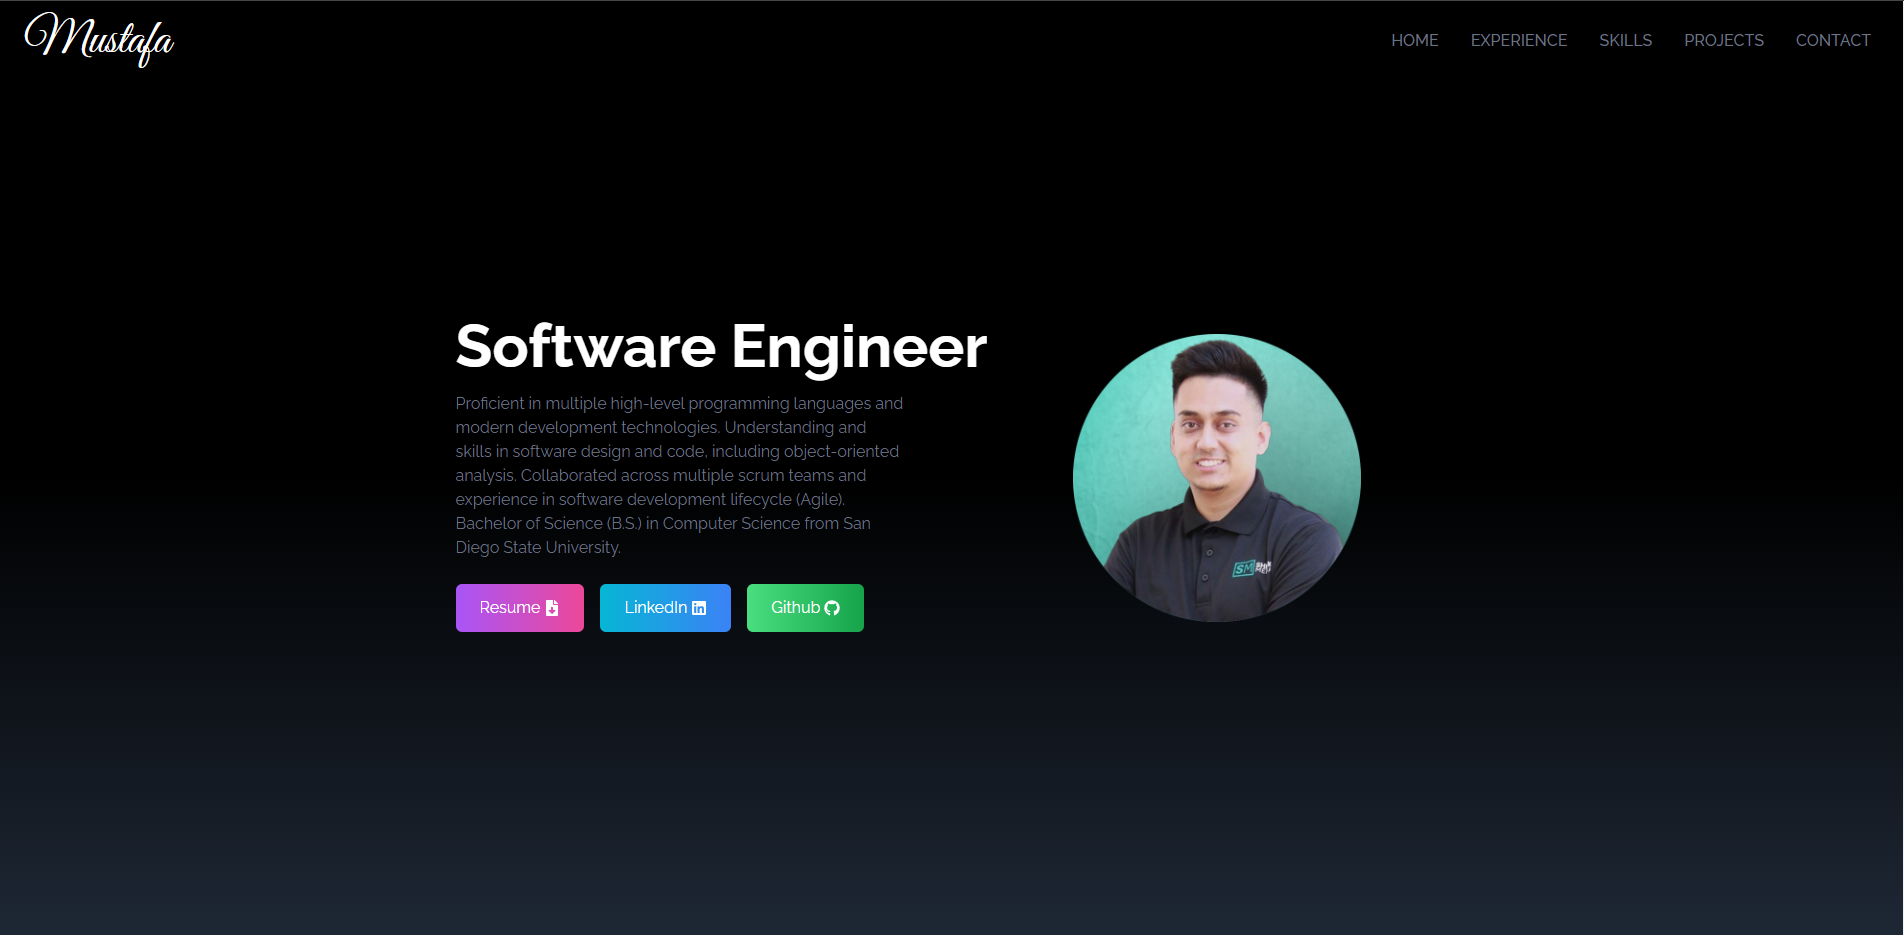 Mustafa
HOME EXPERIENCE SKILLS PROJECTS CONTACT
Software Engineer
Proficient in multiple high-level programming languages and
modern development technologies. Understanding and
skills in software design and code, including object-oriented
analysis. Collaborated across multiple scrum teams and
experience in software development lifecycle (Agile).
Bachelor of Science (B.S.) in Computer Science from San
Diego State University.
Resume
LinkedIn
Github
SM